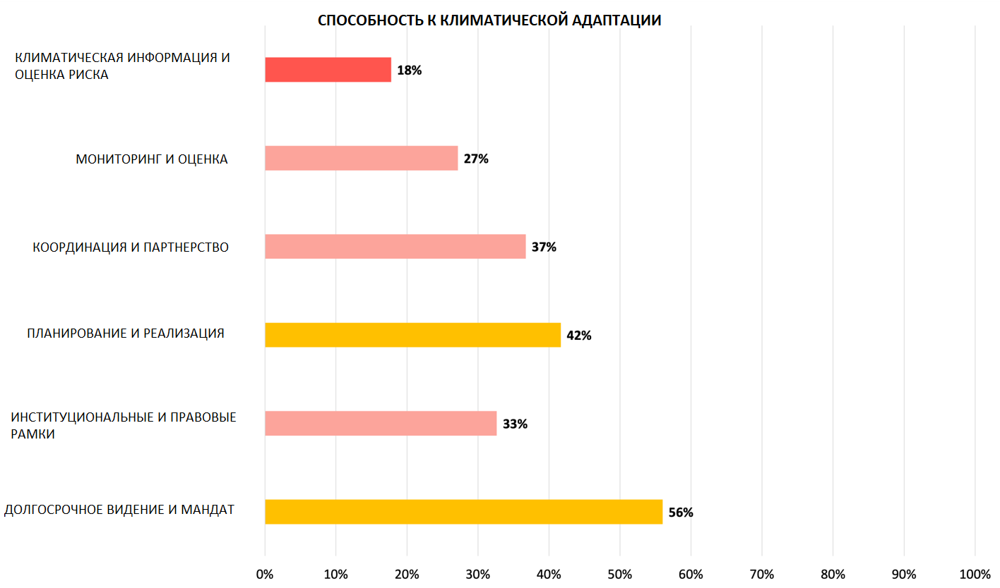 СПОСОБНОСТЬ К КЛИМАТИЧЕСКОЙ АДАПТАЦИИ
КЛИМАТИЧЕСКАЯ ИНФОРМАЦИЯ И
ОЦЕНКА РИСКА
18%
МОНИТОРИНГ И ОЦЕНКА
27%
КООРДИНАЦИЯ И ПАРТНЕРСТВО
37%
ПЛАНИРОВАНИЕ И РЕАЛИЗАЦИЯ
42%
ИНСТИТУЦИОНАЛЬНЫЕ И ПРАВОВЫЕ
РАМКИ
33%
ДОЛГОСРОЧНОЕ ВИДЕНИЕ И МАНДАТ
56%
0% 10% 20% 30% 40% 50% 60% 70% 80% 90% 100%